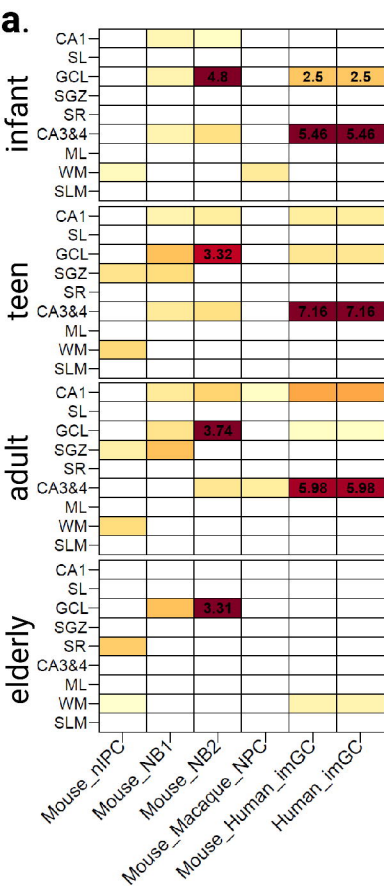 a.
infant
CA1
SL
GCL 4.8 2.5 2.5
SGZ
SR
CA3&4 5.46 5.46
ML
WM
SLM
teen
CA1
SL
GCL 3.32
SGZ
SR
CA3&4 7.16 7.16
ML
WM
SLM
adult
CA1
SL
GCL 3.74
SGZ
SR
CA3&4 5.98 5.98
ML
WM
SLM
elderly
CA1
SL
GCL 3.31
SGZ
SR
CA3&4
ML
WM
SLM
Mouse_nIPC
Mouse_NB1
Mouse_NB2
Mouse_Macaque_NPC
Mouse_Human_imGC
Human_imGC